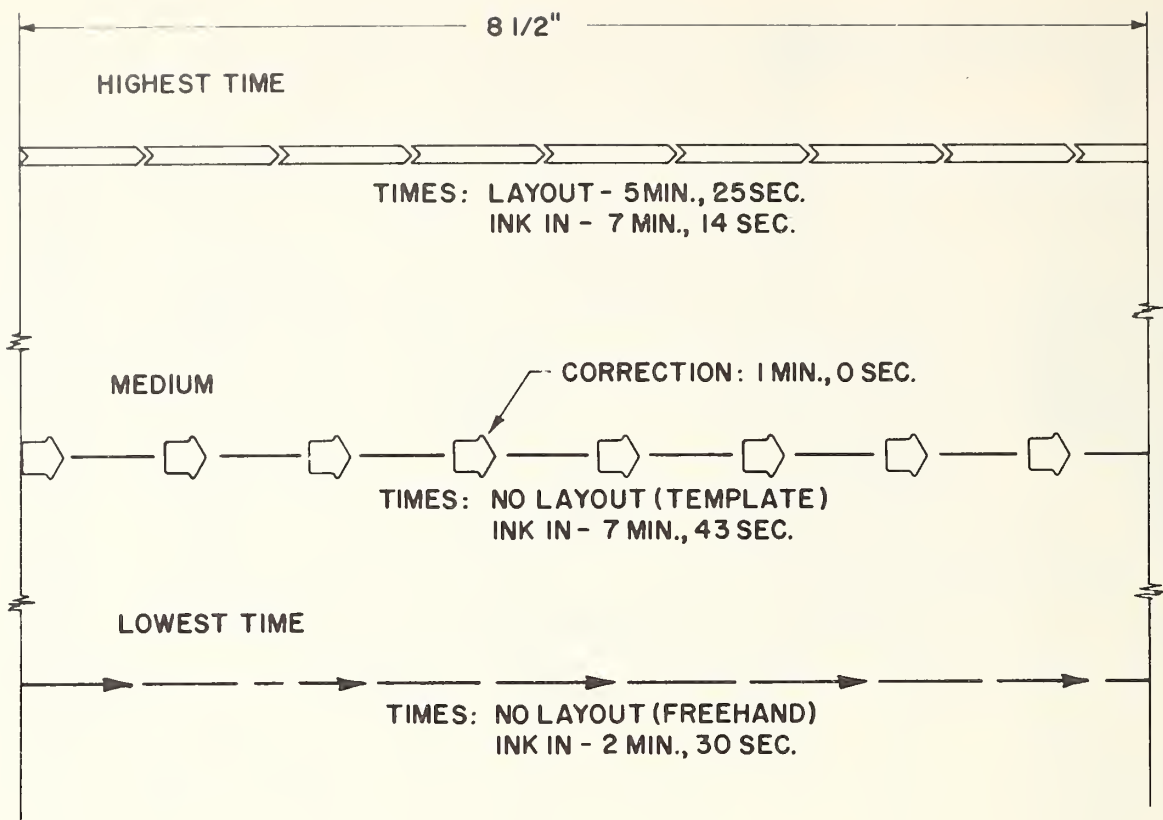 8 1/2"
HIGHEST TIME
TIMES: LAYOUT - 5 MIN., 25 SEC.
INK IN - 7 MIN., 14 SEC.
CORRECTION: 1 MIN., 0 SEC.
MEDIUM
TIMES: NO LAYOUT (TEMPLATE)
INK IN - 7 MIN., 43 SEC.
LOWEST TIME
TIMES: NO LAYOUT (FREEHAND)
INK IN - 2 MIN., 30 SEC.